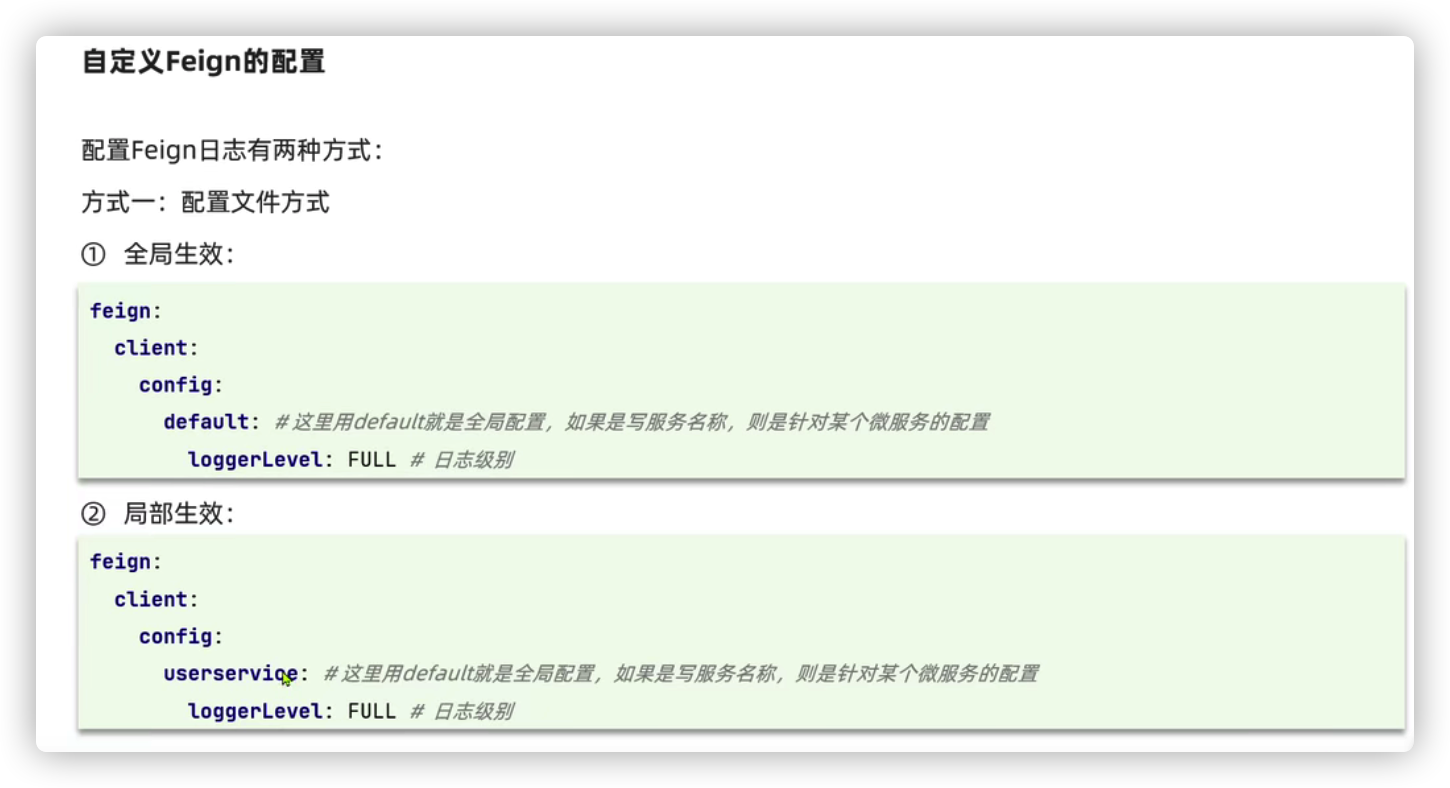 自定义Feign的配置
配置Feign日志有两种方式：
方式一：配置文件方式
① 全局生效：
feign:
  client:
    config:
      default: # 这里用default就是全局配置，如果是写服务名称，则是针对某个微服务的配置
        loggerLevel: FULL # 日志级别
② 局部生效：
feign:
  client:
    config:
      userservice: # 这里用default就是全局配置，如果是写服务名称，则是针对某个微服务的配置
        loggerLevel: FULL # 日志级别